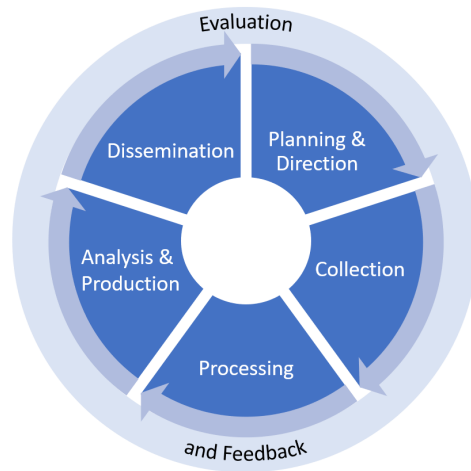 Evaluation
Dissemination
Planning &
Direction
Analysis &
Production
Collection
Processing
and Feedback